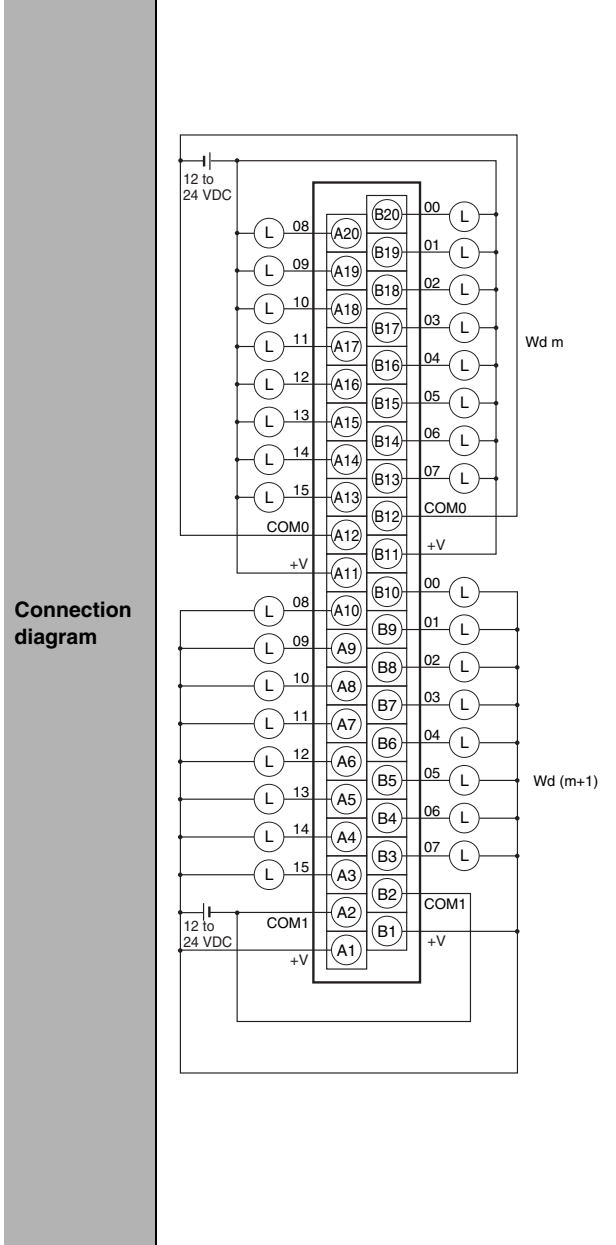 Connection
diagram
12 to
24 VDC
B20 00 L
L 08 A20
B19 01 L
L 09 A19
B18 02 L
L 10 A18
B17 03 L
Wd m
L 11 A17
B16 04 L
L 12 A16
B15 05 L
L 13 A15
B14 06 L
L 14 A14
B13 07 L
L 15 A13
B12 COM0
COM0 A12
B11 +V
+V A11
B10 00 L
L 08 A10
B9 01 L
L 09 A9
B8 02 L
L 10 A8
B7 03 L
L 11 A7
B6 04 L
L 12 A6
B5 05 L
Wd (m+1)
L 13 A5
B4 06 L
L 14 A4
B3 07 L
L 15 A3
B2 COM1
12 to
24 VDC
COM1 A2
B1 +V
+V A1